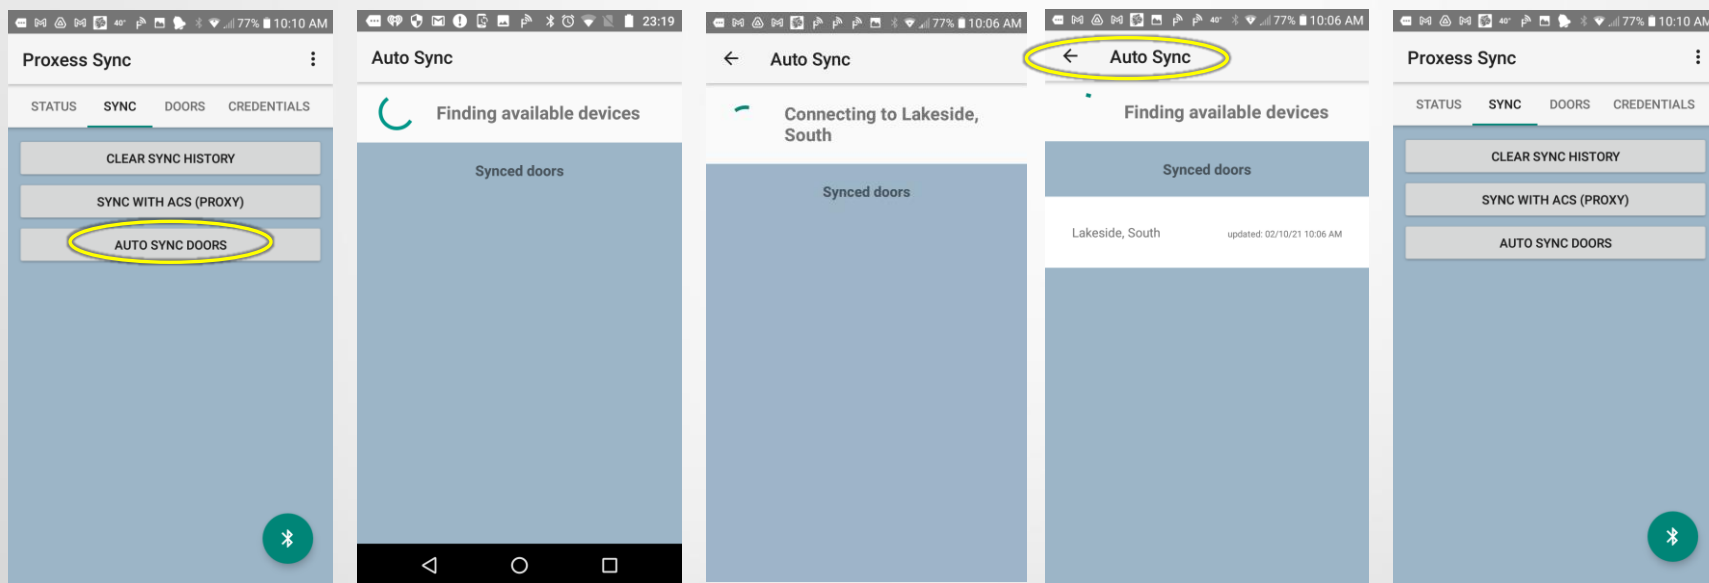 40° 77% 10:10 AM
Proxess Sync
STATUS SYNC DOORS CREDENTIALS
CLEAR SYNC HISTORY
SYNC WITH ACS (PROXY)
AUTO SYNC DOORS
23:19
Auto Sync
Finding available devices
Synced doors
77% 10:06 AM
Auto Sync
Connecting to Lakeside,
South
Synced doors
40° 77% 10:06 AM
Auto Sync
Finding available devices
Synced doors
Lakeside, South updated: 02/10/21 10:06 AM
40° 77% 10:10 AM
Proxess Sync
STATUS SYNC DOORS CREDENTIALS
CLEAR SYNC HISTORY
SYNC WITH ACS (PROXY)
AUTO SYNC DOORS